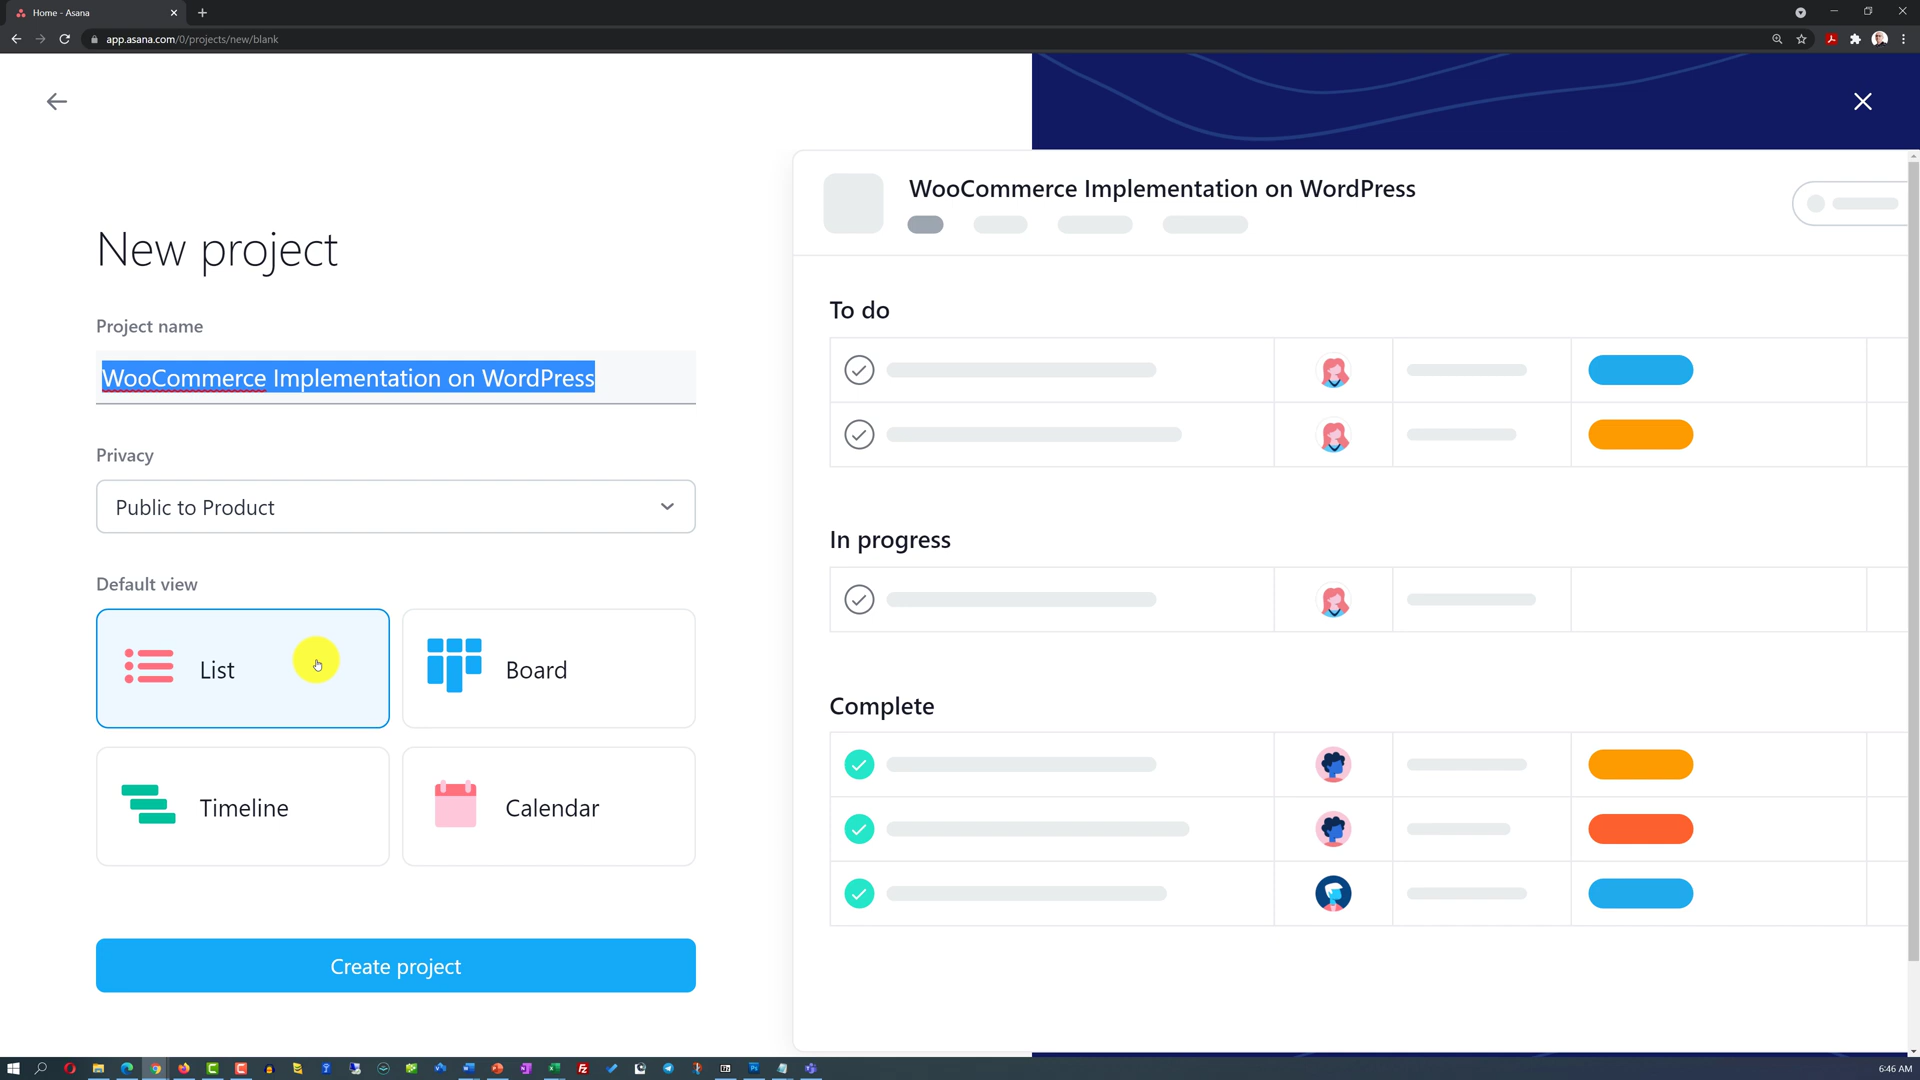 Home - Asana
app.asana.com/0/projects/new/blank
New project
Project name
WooCommerce Implementation on WordPress
Privacy
Public to Product
Default view
List
Board
Timeline
Calendar
Create project
WooCommerce Implementation on WordPress
To do
In progress
Complete
6:46 AM